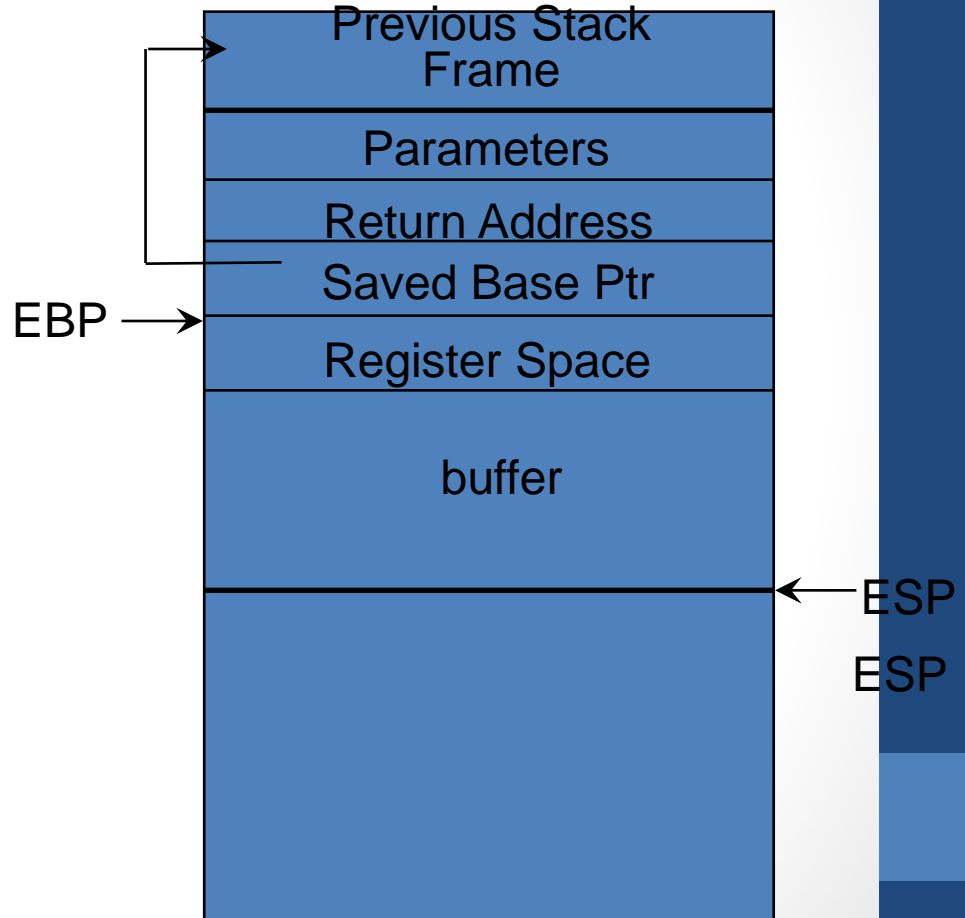 Previous Stack
Frame
Parameters
Return Address
Saved Base Ptr
EBP
Register Space
buffer
ESP
ESP